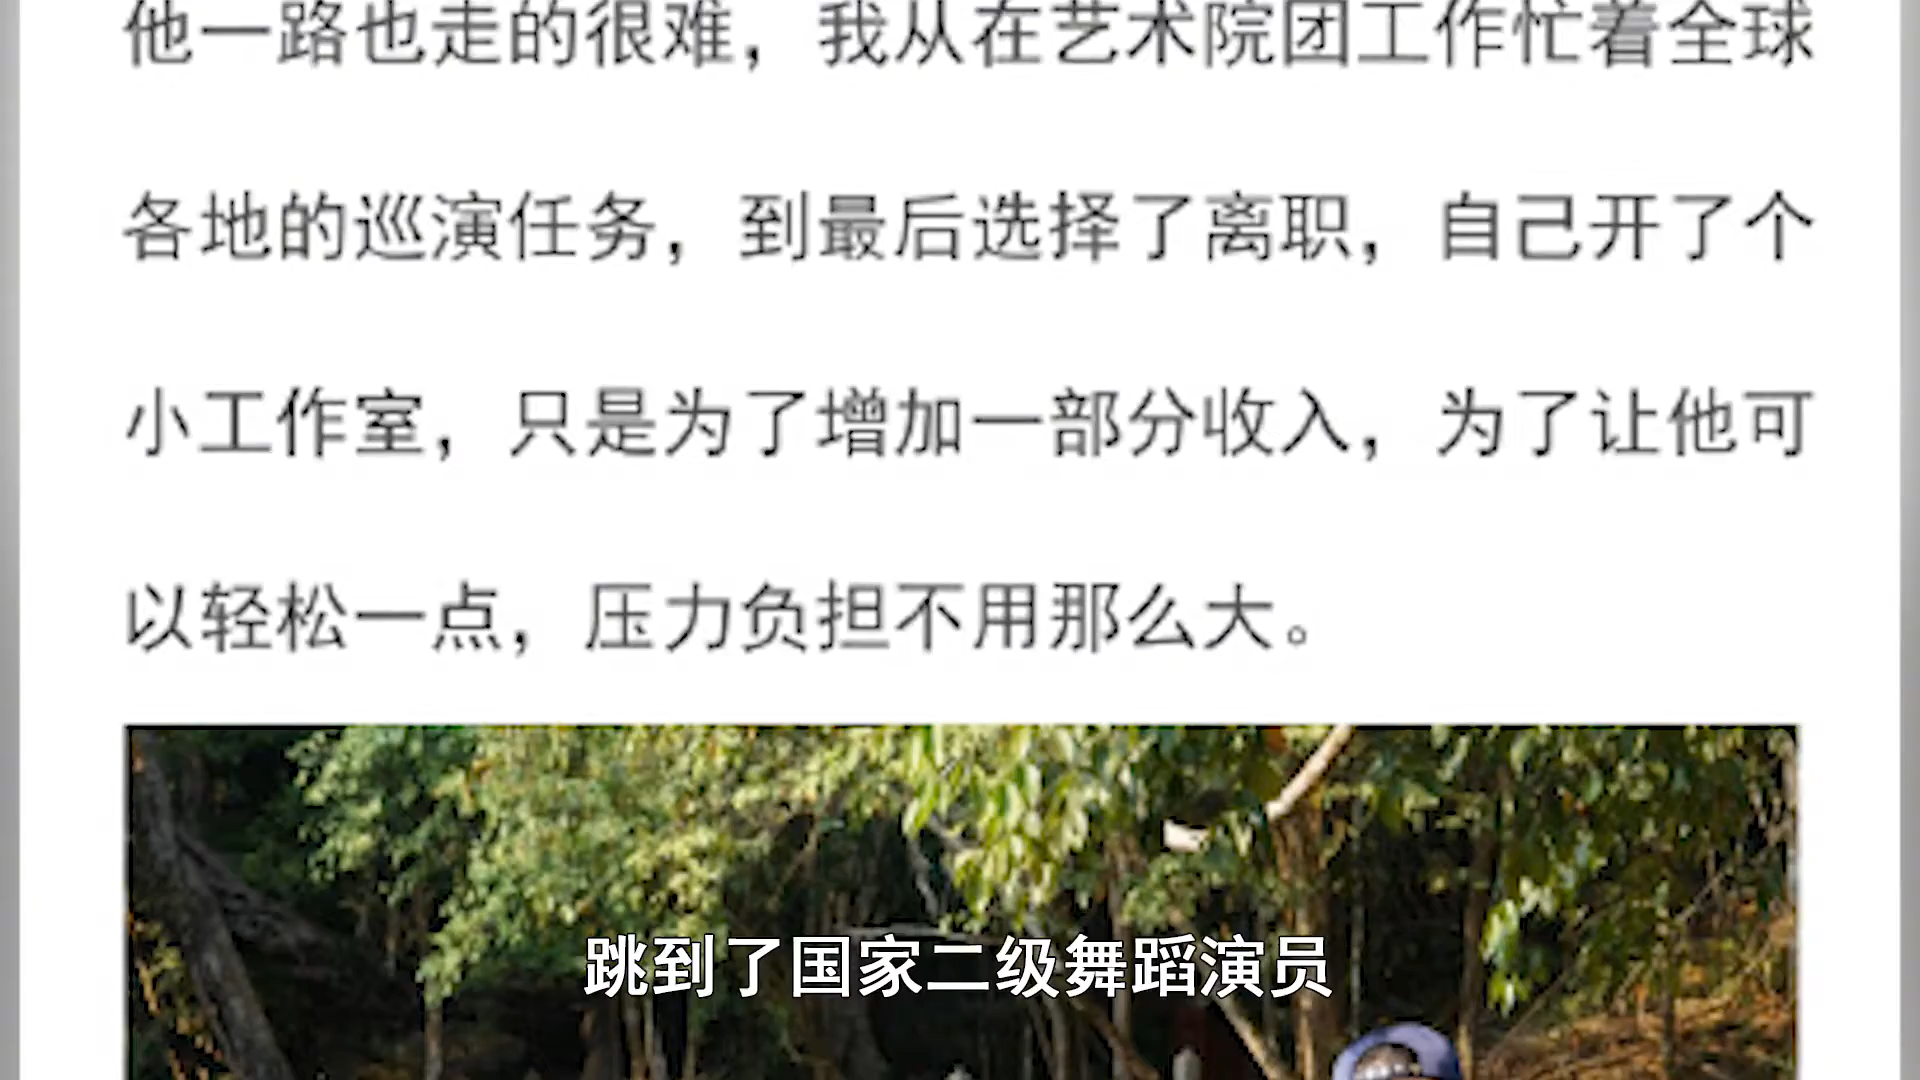 他一路也走的很难，我从在艺术院团工作忙着全球
各地的巡演任务，到最后选择了离职，自己开了个
小工作室，只是为了增加一部分收入，为了让他可
以轻松一点，压力负担不用那么大。
跳到了国家二级舞蹈演员